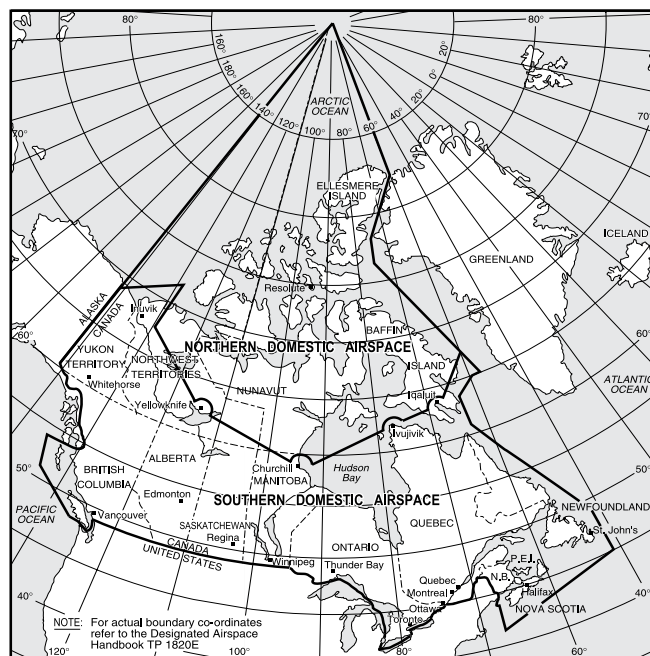 80°
80°
160°
160°
160°
140°
140°
120°
120°
100°
80°
60°
40°
20°
0°
ARCTIC
OCEAN
70°
70°
ELLESMERE
ISLAND
ICELAND
GREENLAND
Resolute
ALASKA
CANADA
Inuvik
BAFFIN
ISLAND
60°
60°
NORTHERN DOMESTIC AIRSPACE
YUKON
TERRITORY
NORTHWEST
TERRITORIES
NUNAVUT
Whitehorse
Yellowknife
Iqaluit
ATLANTIC
OCEAN
Ivujivik
ALBERTA
Churchill
MANITOBA
Hudson
Bay
BRITISH
COLUMBIA
50°
50°
Edmonton
SOUTHERN DOMESTIC AIRSPACE
NEWFOUNDLAND
PACIFIC
OCEAN
Vancouver
SASKATCHEWAN
Regina
QUEBEC
St. John's
CANADA
UNITED STATES
Winnipeg
ONTARIO
Thunder Bay
P.E.I.
N.B.
Quebec
Montreal
Ottawa
Toronto
Halifax
NOVA SCOTIA
40°
40°
NOTE: For actual boundary co-ordinates
refer to the Designated Airspace
Handbook TP 1820E
120°
100°
80°
60°